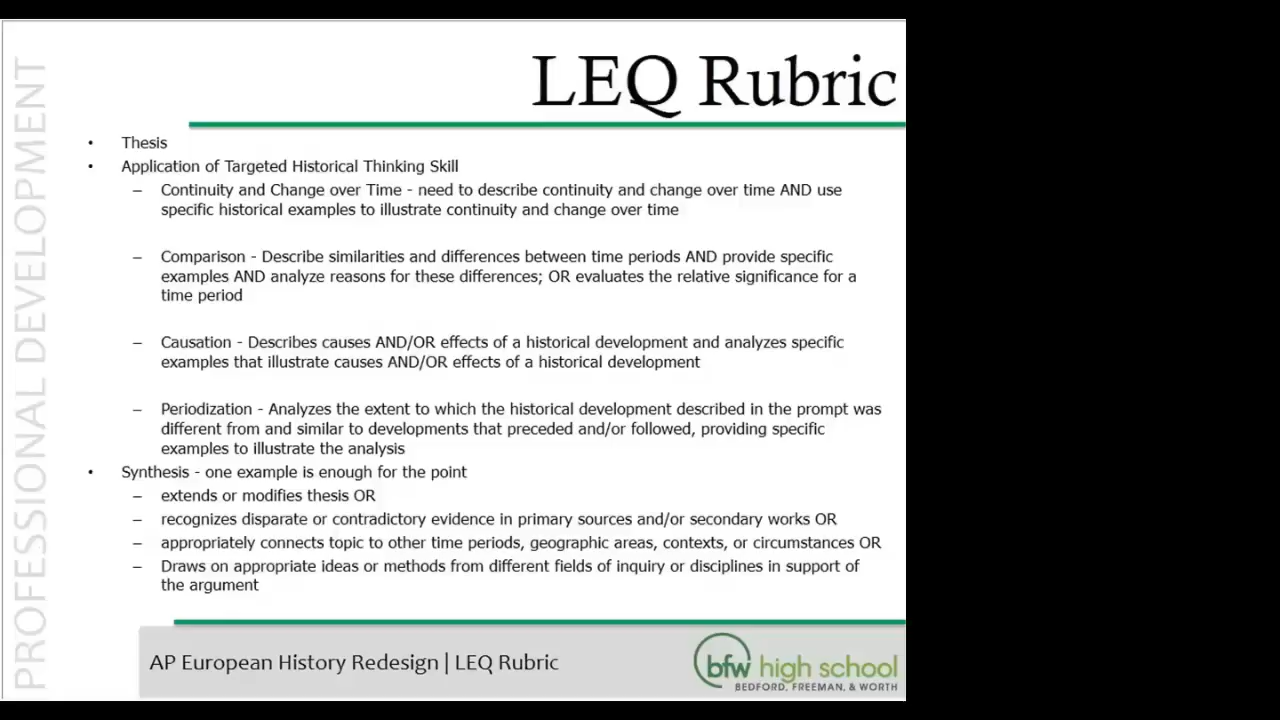 LEQ Rubric
PROFESSIONAL DEVELOPMENT
• Thesis
• Application of Targeted Historical Thinking Skill
– Continuity and Change over Time - need to describe continuity and change over time AND use
specific historical examples to illustrate continuity and change over time
– Comparison - Describe similarities and differences between time periods AND provide specific
examples AND analyze reasons for these differences; OR evaluates the relative significance for a
time period
– Causation - Describes causes AND/OR effects of a historical development and analyzes specific
examples that illustrate causes AND/OR effects of a historical development
– Periodization - Analyzes the extent to which the historical development described in the prompt was
different from and similar to developments that preceded and/or followed, providing specific
examples to illustrate the analysis
• Synthesis - one example is enough for the point
– extends or modifies thesis OR
– recognizes disparate or contradictory evidence in primary sources and/or secondary works OR
– appropriately connects topic to other time periods, geographic areas, contexts, or circumstances OR
– Draws on appropriate ideas or methods from different fields of inquiry or disciplines in support of
the argument
AP European History Redesign | LEQ Rubric
bfw high school
BEDFORD, FREEMAN, & WORTH